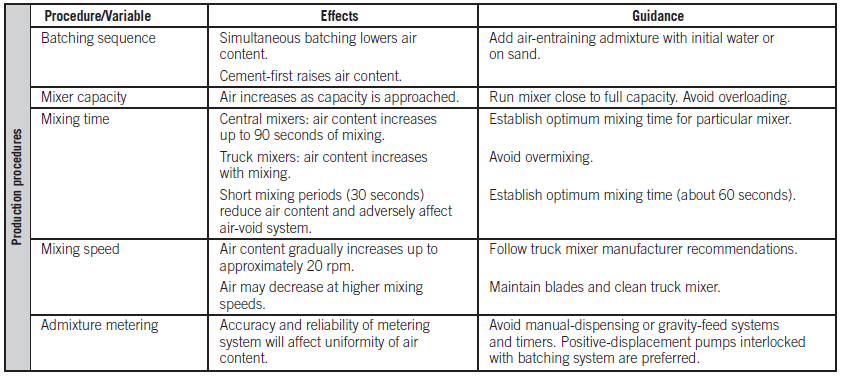 Procedure/Variable Effects Guidance
Production procedures
Batching sequence Simultaneous batching lowers air Add air-entraining admixture with initial water or
content. on sand.
Cement-first raises air content.
Mixer capacity Air increases as capacity is approached. Run mixer close to full capacity. Avoid overloading.
Mixing time Central mixers: air content increases Establish optimum mixing time for particular mixer.
up to 90 seconds of mixing.
Truck mixers: air content increases Avoid overmixing.
with mixing.
Short mixing periods (30 seconds) Establish optimum mixing time (about 60 seconds).
reduce air content and adversely affect
air-void system.
Mixing speed Air content gradually increases up to Follow truck mixer manufacturer recommendations.
approximately 20 rpm.
Air may decrease at higher mixing Maintain blades and clean truck mixer.
speeds.
Admixture metering Accuracy and reliability of metering Avoid manual-dispensing or gravity-feed systems
system will affect uniformity of air and timers. Positive-displacement pumps interlocked
content. with batching system are preferred.